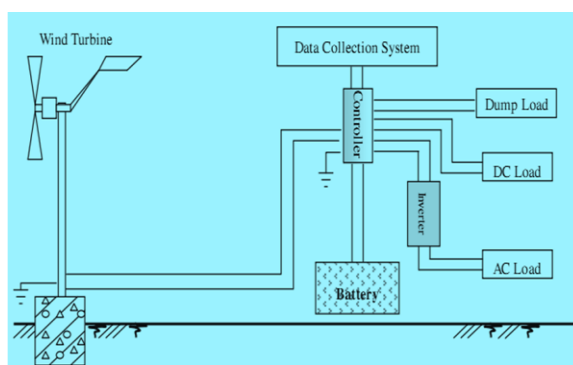 Wind Turbine
Data Collection System
Controller
Dump Load
DC Load
Inverter
AC Load
Battery